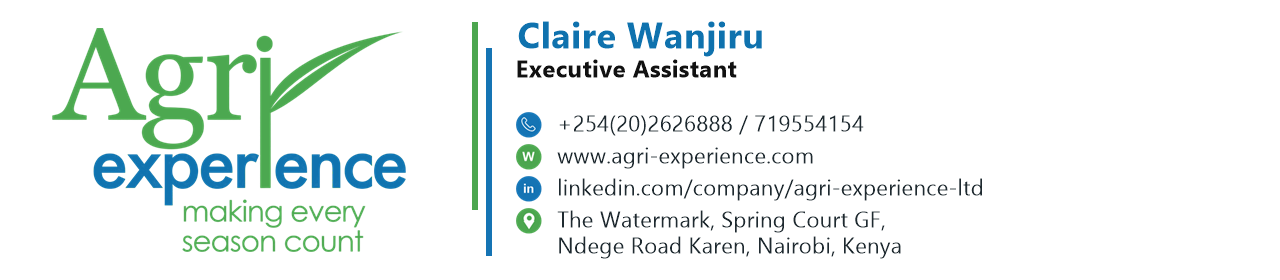 Agri
experience
making every
season count
Claire Wanjiru
Executive Assistant
+254(20)2626888 / 719554154
W www.agri-experience.com
in linkedin.com/company/agri-experience-ltd
The Watermark, Spring Court GF,
Ndege Road Karen, Nairobi, Kenya